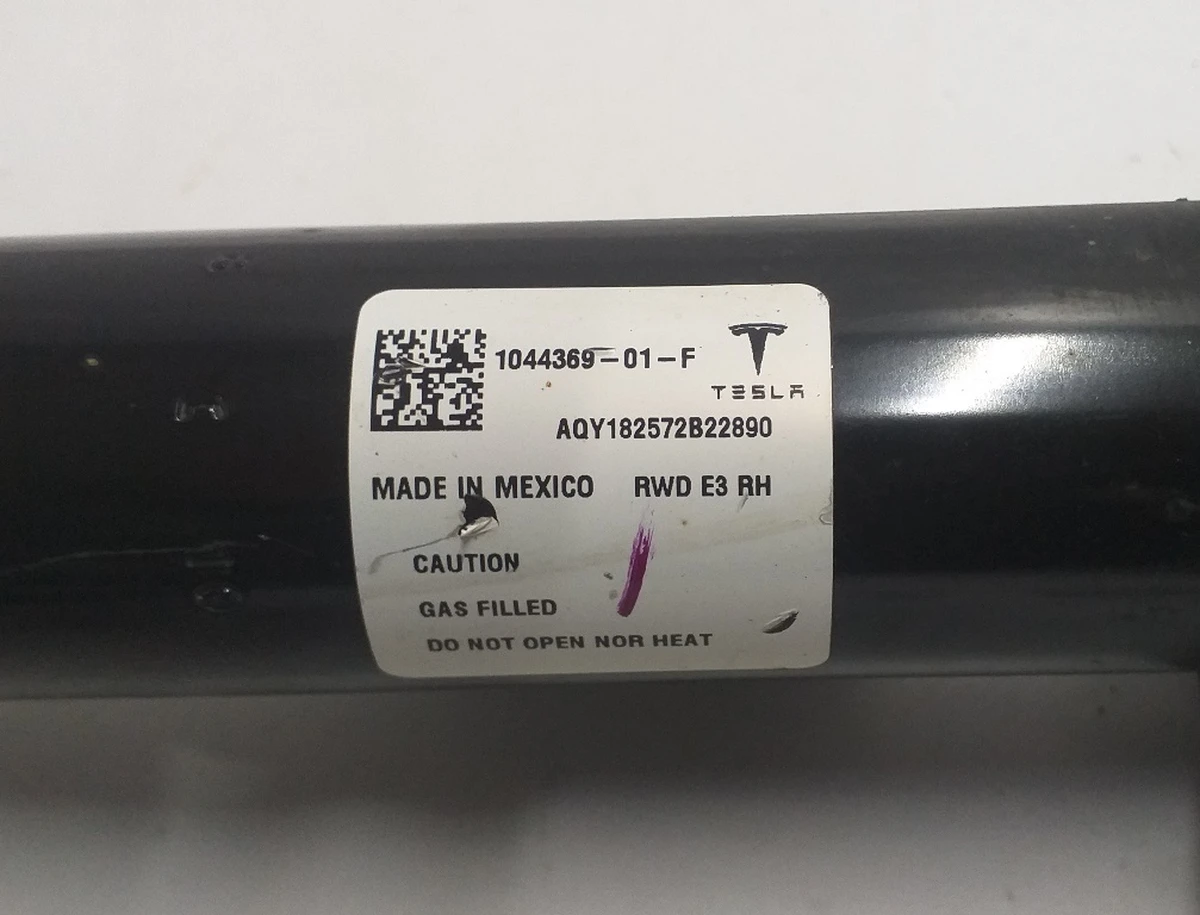 1044369-01-F
TESLA
AQY182572B22890
MADE IN MEXICO RWD E3 RH
CAUTION
GAS FILLED
DO NOT OPEN NOR HEAT